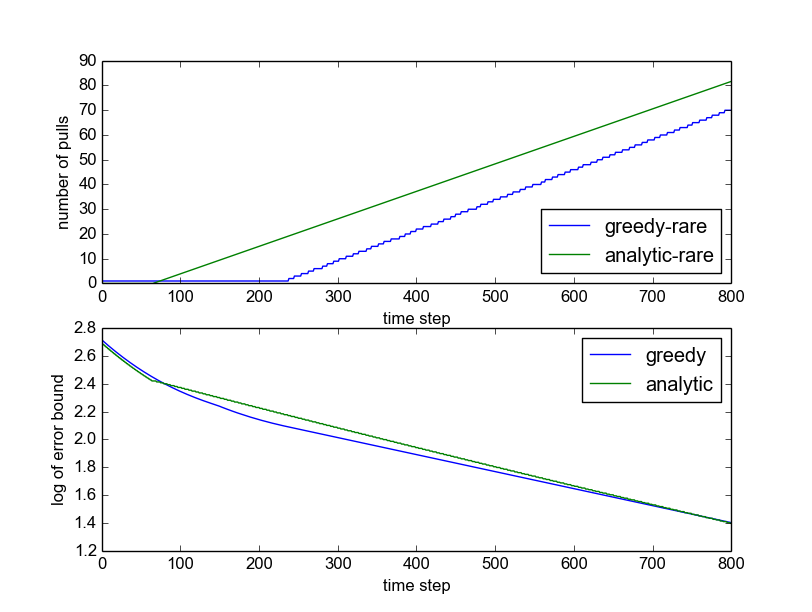 90
80
70
60
50
40
30
20
10
0
number of pulls
0 100 200 300 400 500 600 700 800
time step
greedy-rare
analytic-rare
2.8
2.6
2.4
2.2
2.0
1.8
1.6
1.4
1.2
log of error bound
0 100 200 300 400 500 600 700 800
time step
greedy
analytic